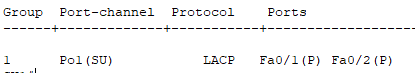 Group  Port-channel  Protocol    Ports
------+-------------+-----------+--------------------
1      Po1(SU)           LACP   Fa0/1(P) Fa0/2(P)